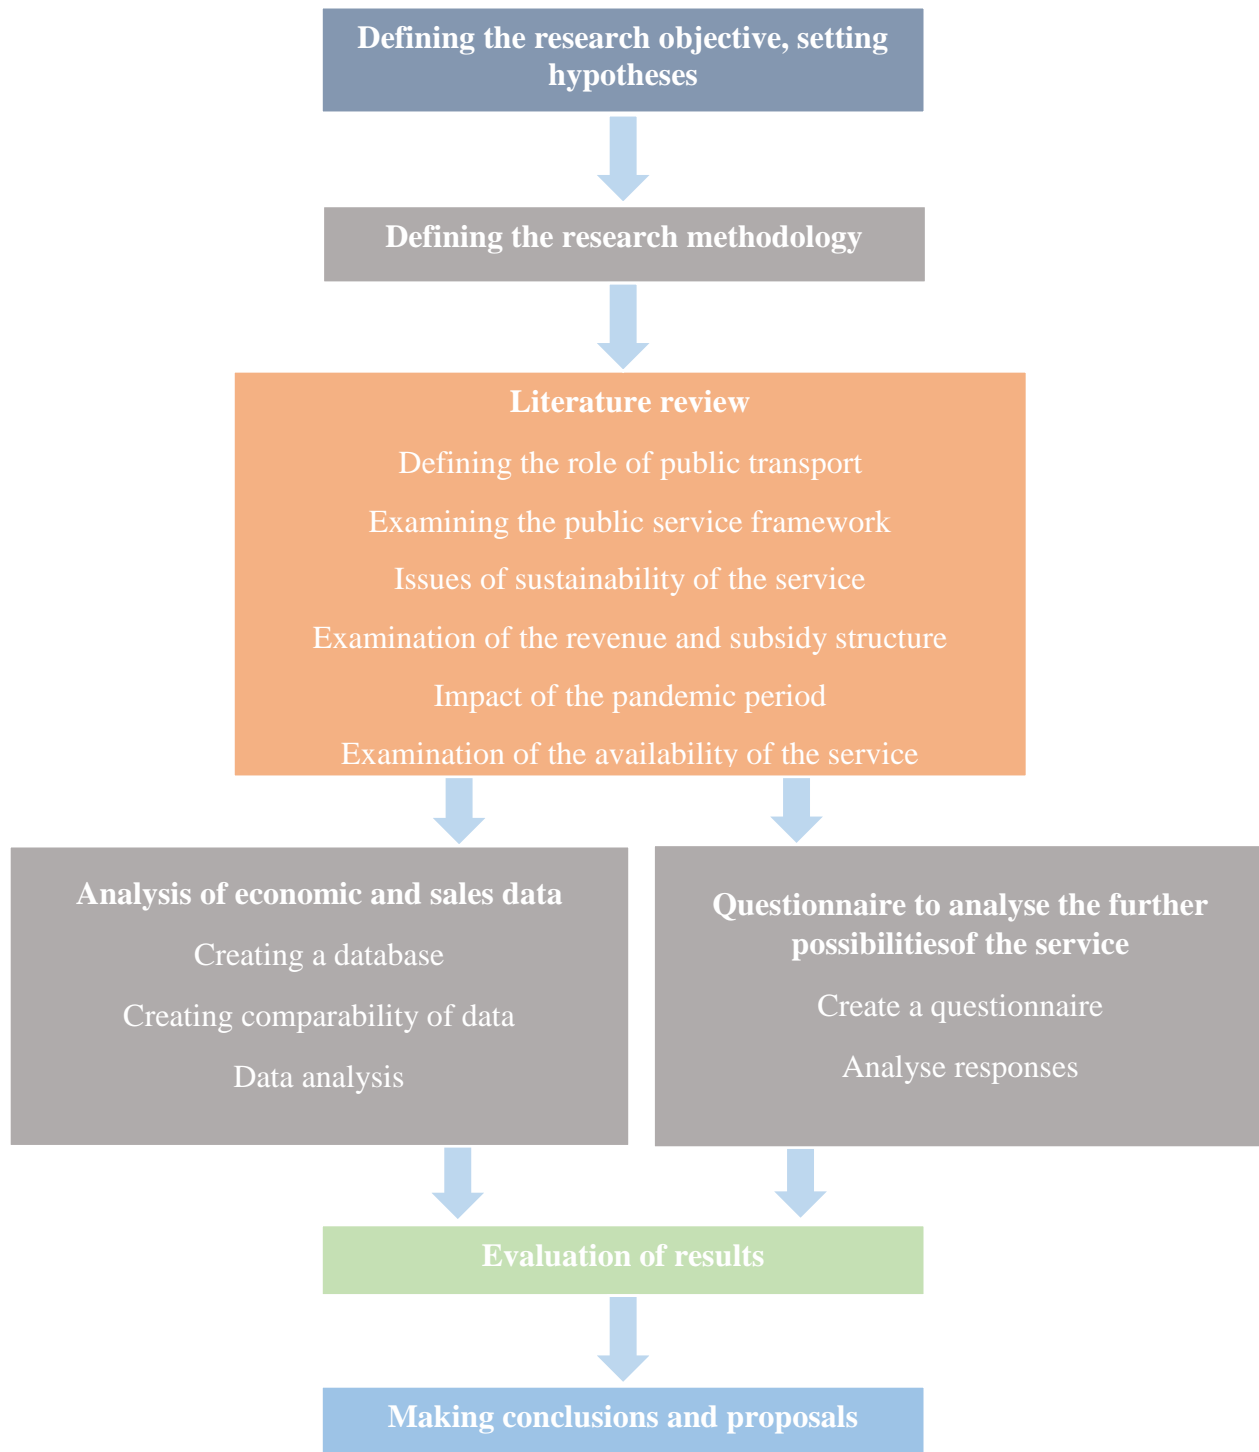 Defining the research objective, setting
hypotheses
Defining the research methodology
Literature review
Defining the role of public transport
Examining the public service framework
Issues of sustainability of the service
Examination of the revenue and subsidy structure
Impact of the pandemic period
Examination of the availability of the service
Analysis of economic and sales data
Creating a database
Creating comparability of data
Data analysis
Questionnaire to analyse the further
possibilitiesof the service
Create a questionnaire
Analyse responses
Evaluation of results
Making conclusions and proposals